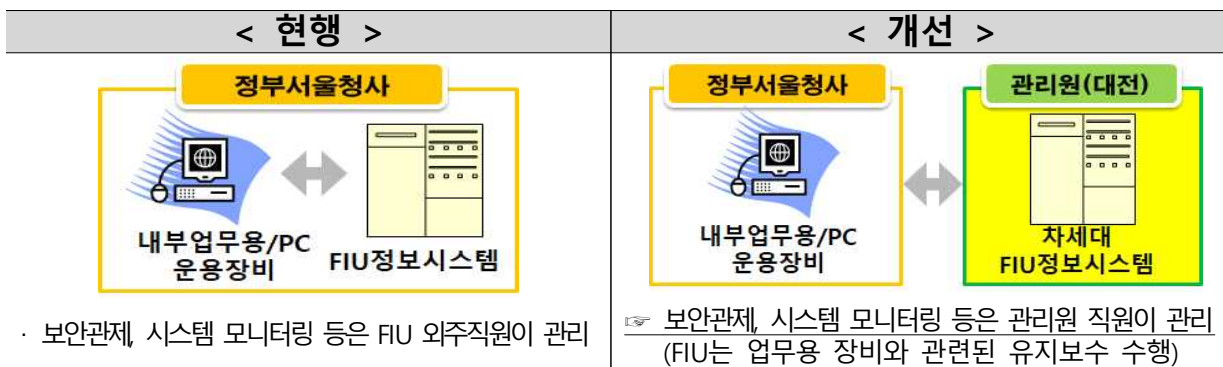 < 현행 >
정부서울청사
내부업무용/PC
운용장비
FIU정보시스템
· 보안관제, 시스템 모니터링 등은 FIU 외주직원이 관리
< 개선 >
정부서울청사
관리원(대전)
내부업무용/PC
운용장비
차세대
FIU정보시스템
☞ 보안관제, 시스템 모니터링 등은 관리원 직원이 관리
(FIU는 업무용 장비와 관련된 유지보수 수행)